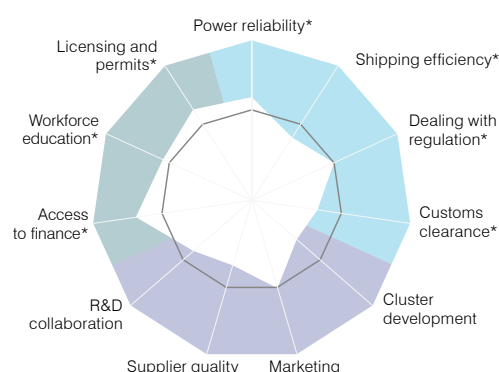 Power reliability*
Licensing and
permits*
Shipping efficiency*
Workforce
education*
Dealing with
regulation*
Access
to finance*
Customs
clearance*
R&D
collaboration
Cluster
development
Supplier quality
Marketing